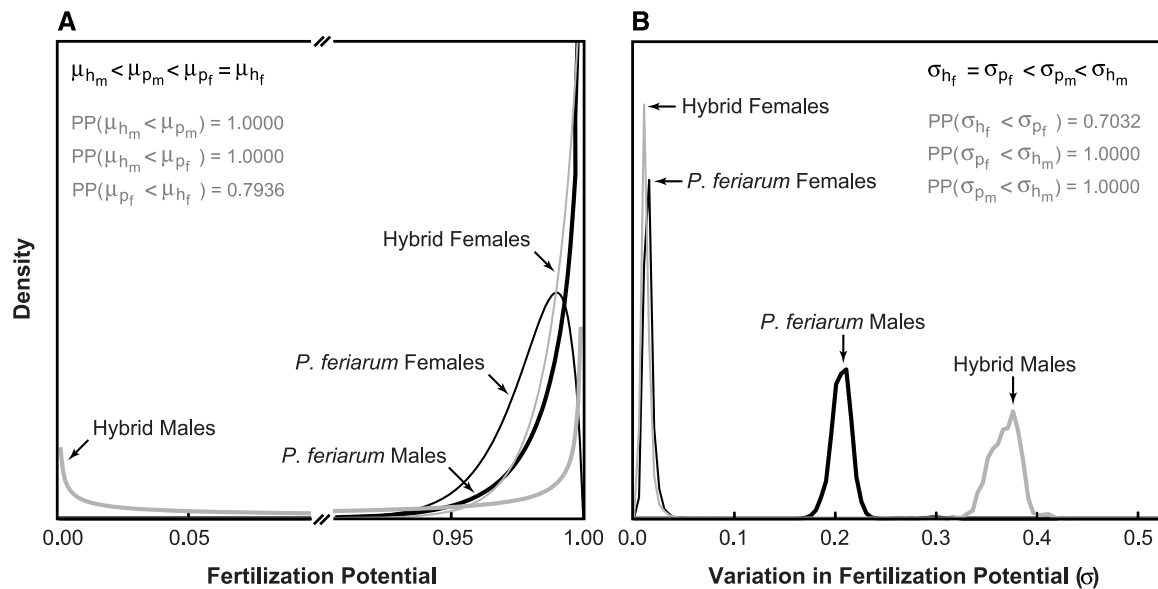 A
μhm < μpm < μpf = μhf
PP(μhm < μpm) = 1.0000
PP(μhm < μpf ) = 1.0000
PP(μpf < μhf ) = 0.7936
Hybrid Females
P. feriarum Females
Hybrid Males
P. feriarum Males
Density
0.00
0.05
0.95
1.00
Fertilization Potential
B
σhf = σpf < σpm < σhm
Hybrid Females
PP(σhf < σpf ) = 0.7032
PP(σpf < σhm) = 1.0000
P. feriarum Females
PP(σpm < σhm) = 1.0000
P. feriarum Males
Hybrid Males
0.0
0.1
0.2
0.3
0.4
0.5
Variation in Fertilization Potential (σ)